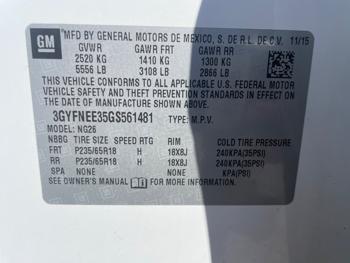 GM
MFD BY GENERAL MOTORS DE MEXICO, S. DE R.L. DE C.V. 11/15
GVWR GAWR FRT GAWR RR
2520 KG 1410 KG 1300 KG
5556 LB 3108 LB 2866 LB
THIS VEHICLE CONFORMS TO ALL APPLICABLE U.S. FEDERAL MOTOR
VEHICLE SAFETY AND THEFT PREVENTION STANDARDS IN EFFECT
ON THE DATE OF MANUFACTURE SHOWN ABOVE.
3GYFNEE35GS561481 TYPE: M.P.V.
MODEL: NG26
NBBG TIRE SIZE SPEED RTG RIM COLD TIRE PRESSURE
FRT P235/65R18 H 18X8J 240KPA(35PSI)
RR P235/65R18 H 18X8J 240KPA(35PSI)
SPA NONE NONE NONE KPA(PSI)
SEE OWNER'S MANUAL FOR MORE INFORMATION.